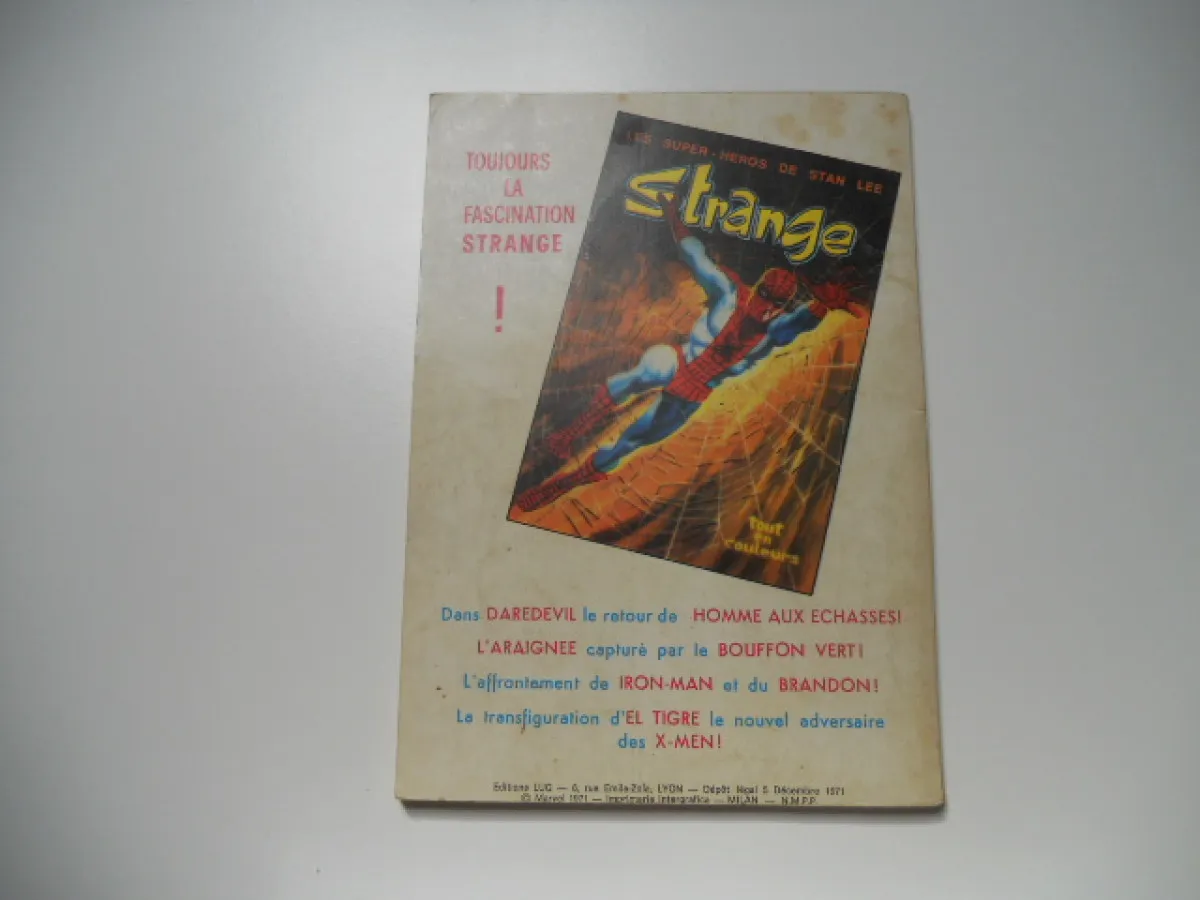 TOUJOURS
LA
FASCINATION
STRANGE
!
LES SUPER-HEROS DE STAN LEE
Strange
Tout
en
couleurs
Dans DAREDEVIL le retour de HOMME AUX ECHASSES!
L'ARAIGNEE capturé par le BOUFFON VERT!
L'affrontement de IRON-MAN et du BRANDON!
La transfiguration d'EL TIGRE le nouvel adversaire
des X-MEN!
Editions LUG — 6, rue Emile-Zola, LYON — Dépôt légal 5 Décembre 1971
© Marvel 1971 — Imprimerie Intergrafica — MILAN — N.M.P.P.